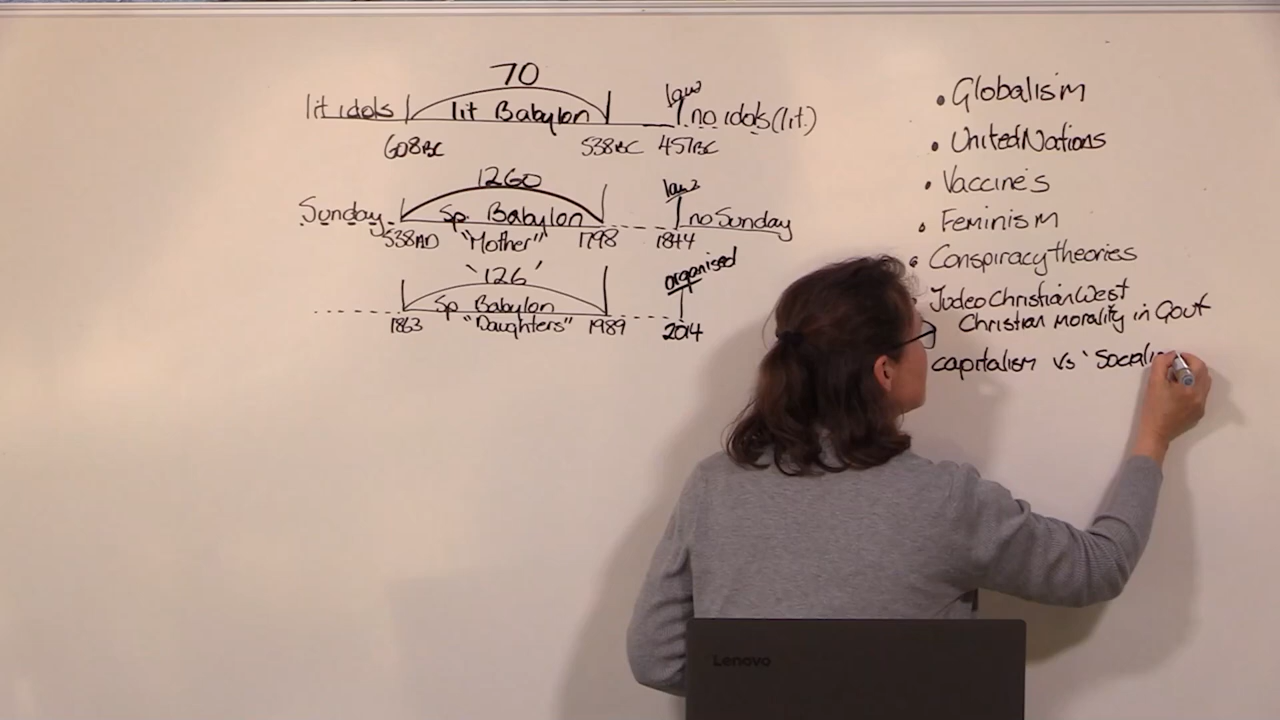 70
lit idols lit Babylon law no idols (lit.)
608BC 538BC 457BC
1260
Sunday Sp. Babylon law no Sunday
538AD "Mother" 1798 1844
'126' organised
Sp Babylon
1863 "Daughters" 1989 2014
• Globalism
• United Nations
• Vaccine's
• Feminism
• Conspiracy theories
• Judeo Christian West
Christian morality in Govt
capitalism vs 'Sociali
Lenovo